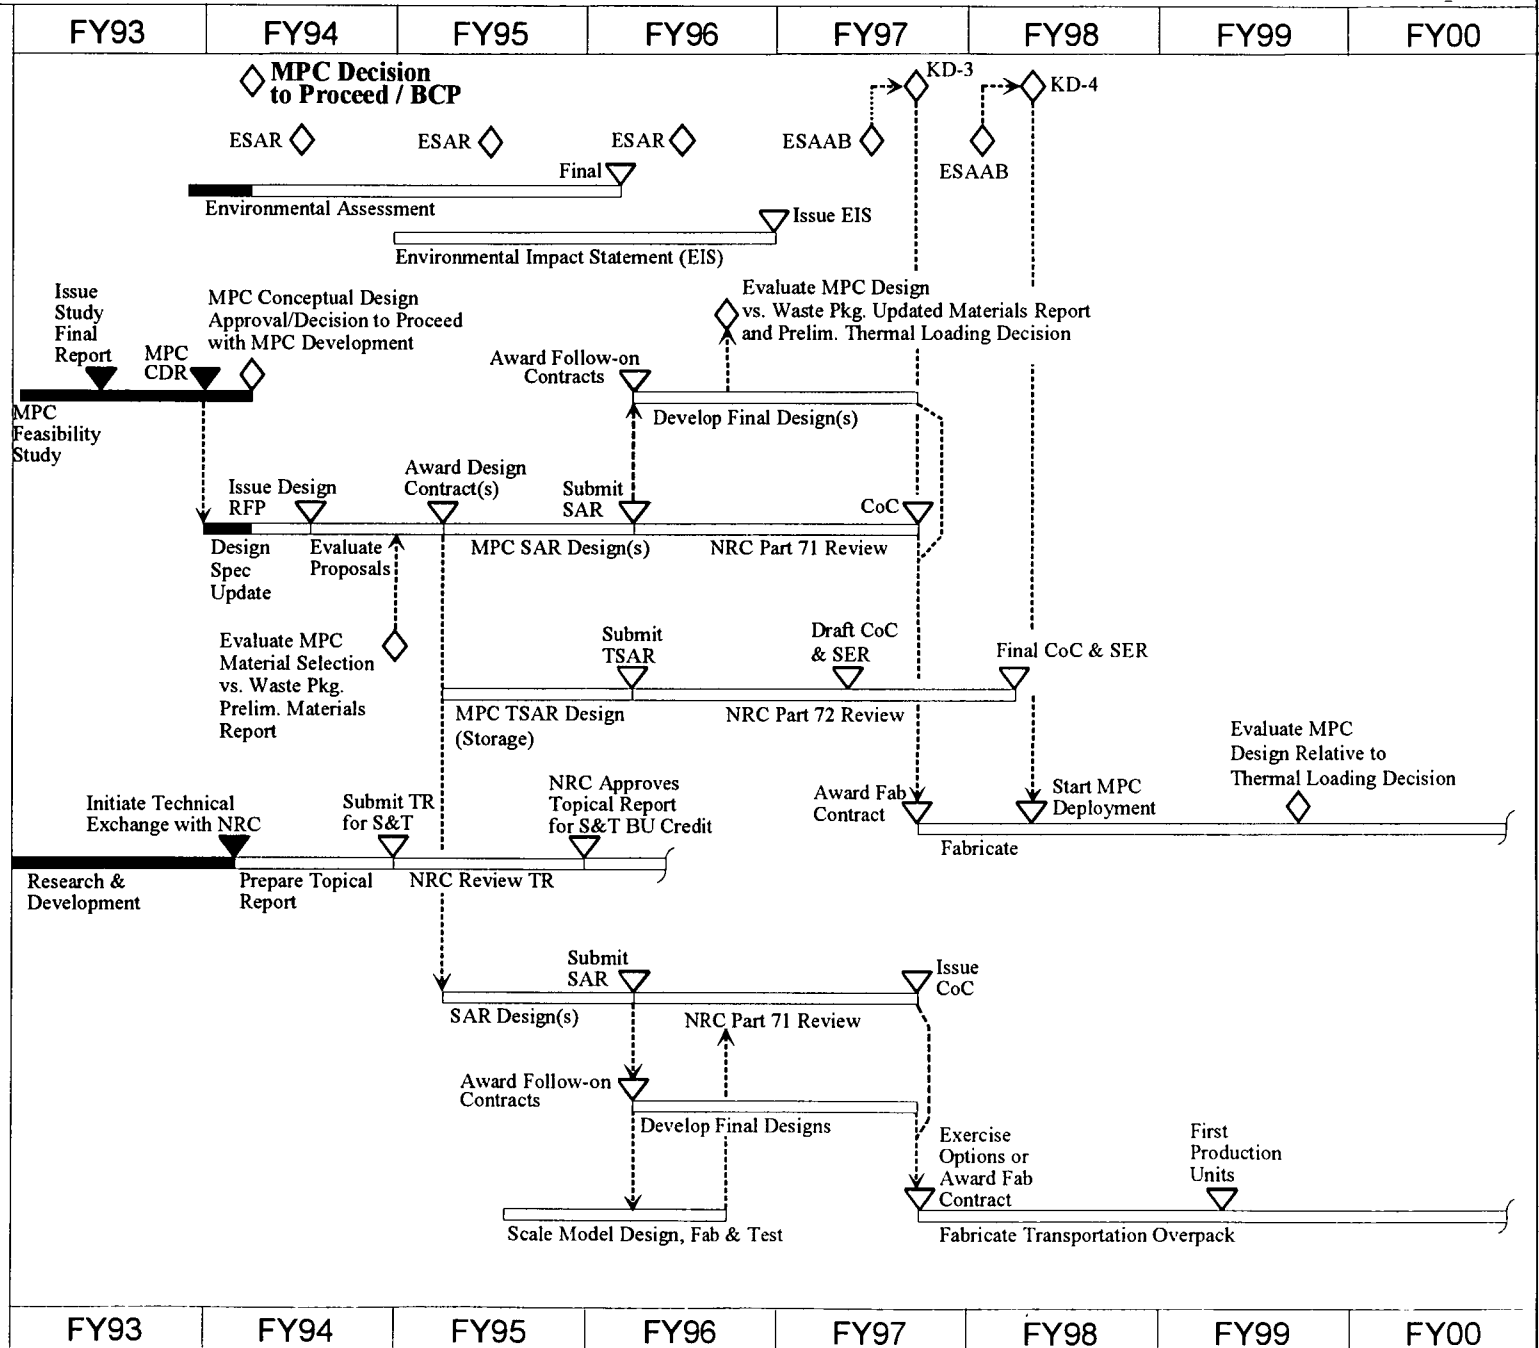 FY93 FY94 FY95 FY96 FY97 FY98 FY99 FY00
MPC Decision
to Proceed / BCP
KD-3
KD-4
ESAR
ESAR
ESAR
ESAAB
ESAAB
Final
Environmental Assessment
Issue EIS
Environmental Impact Statement (EIS)
Issue
Study
Final
Report
MPC
CDR
MPC Conceptual Design
Approval/Decision to Proceed
with MPC Development
Evaluate MPC Design
vs. Waste Pkg. Updated Materials Report
and Prelim. Thermal Loading Decision
Award Follow-on
Contracts
MPC
Feasibility
Study
Develop Final Design(s)
Issue Design
RFP
Award Design
Contract(s)
Submit
SAR
CoC
Design
Spec
Update
Evaluate
Proposals
MPC SAR Design(s)
NRC Part 71 Review
Evaluate MPC
Material Selection
vs. Waste Pkg.
Prelim. Materials
Report
Submit
TSAR
Draft CoC
& SER
Final CoC & SER
MPC TSAR Design
(Storage)
NRC Part 72 Review
Evaluate MPC
Design Relative to
Thermal Loading Decision
Award Fab
Contract
Start MPC
Deployment
Fabricate
Initiate Technical
Exchange with NRC
Submit TR
for S&T
NRC Approves
Topical Report
for S&T BU Credit
Research &
Development
Prepare Topical
Report
NRC Review TR
Submit
SAR
Issue
CoC
SAR Design(s)
NRC Part 71 Review
Award Follow-on
Contracts
Develop Final Designs
Exercise
Options or
Award Fab
Contract
First
Production
Units
Scale Model Design, Fab & Test
Fabricate Transportation Overpack
FY93 FY94 FY95 FY96 FY97 FY98 FY99 FY00